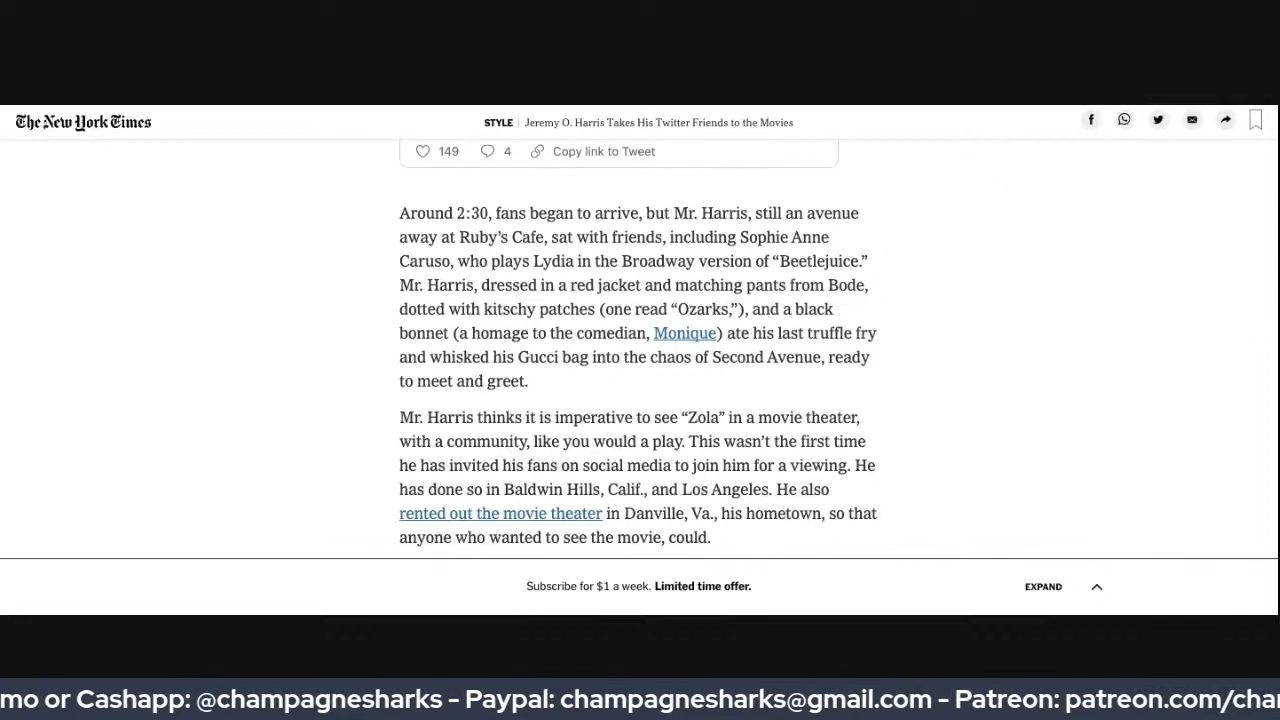 The New York Times
STYLE | Jeremy O. Harris Takes His Twitter Friends to the Movies
149 4 Copy link to Tweet
Around 2:30, fans began to arrive, but Mr. Harris, still an avenue
away at Ruby’s Cafe, sat with friends, including Sophie Anne
Caruso, who plays Lydia in the Broadway version of “Beetlejuice.”
Mr. Harris, dressed in a red jacket and matching pants from Bode,
dotted with kitschy patches (one read “Ozarks,”), and a black
bonnet (a homage to the comedian, Monique) ate his last truffle fry
and whisked his Gucci bag into the chaos of Second Avenue, ready
to meet and greet.
Mr. Harris thinks it is imperative to see “Zola” in a movie theater,
with a community, like you would a play. This wasn’t the first time
he has invited his fans on social media to join him for a viewing. He
has done so in Baldwin Hills, Calif., and Los Angeles. He also
rented out the movie theater in Danville, Va., his hometown, so that
anyone who wanted to see the movie, could.
Subscribe for $1 a week. Limited time offer.
EXPAND
mo or Cashapp: @champagnesharks - Paypal: champagnesharks@gmail.com - Patreon: patreon.com/cha